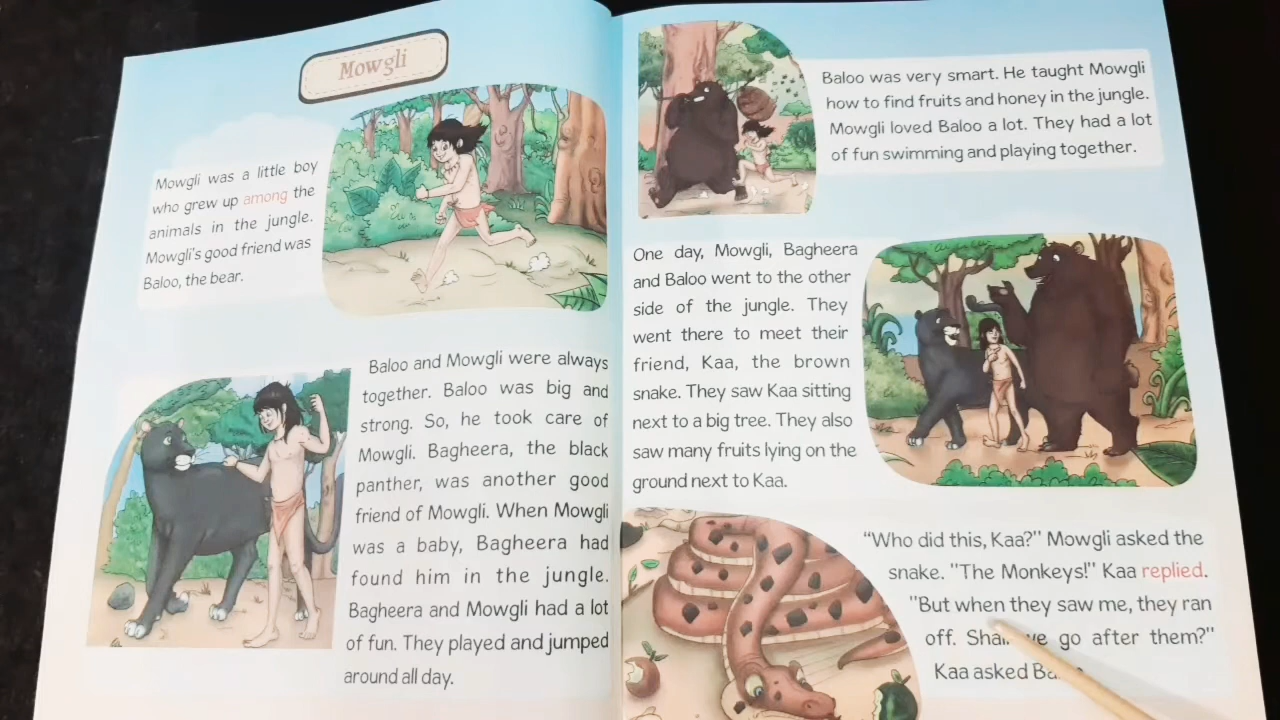 Mowgli
Mowgli was a little boy
who grew up among the
animals in the jungle.
Mowgli's good friend was
Baloo, the bear.
Baloo and Mowgli were always
together. Baloo was big and
strong. So, he took care of
Mowgli. Bagheera, the black
panther, was another good
friend of Mowgli. When Mowgli
was a baby, Bagheera had
found him in the jungle.
Bagheera and Mowgli had a lot
of fun. They played and jumped
around all day.
Baloo was very smart. He taught Mowgli
how to find fruits and honey in the jungle.
Mowgli loved Baloo a lot. They had a lot
of fun swimming and playing together.
One day, Mowgli, Bagheera
and Baloo went to the other
side of the jungle. They
went there to meet their
friend, Kaa, the brown
snake. They saw Kaa sitting
next to a big tree. They also
saw many fruits lying on the
ground next to Kaa.
"Who did this, Kaa?" Mowgli asked the
snake. "The Monkeys!" Kaa replied.
"But when they saw me, they ran
off. we go after them?"
Kaa asked